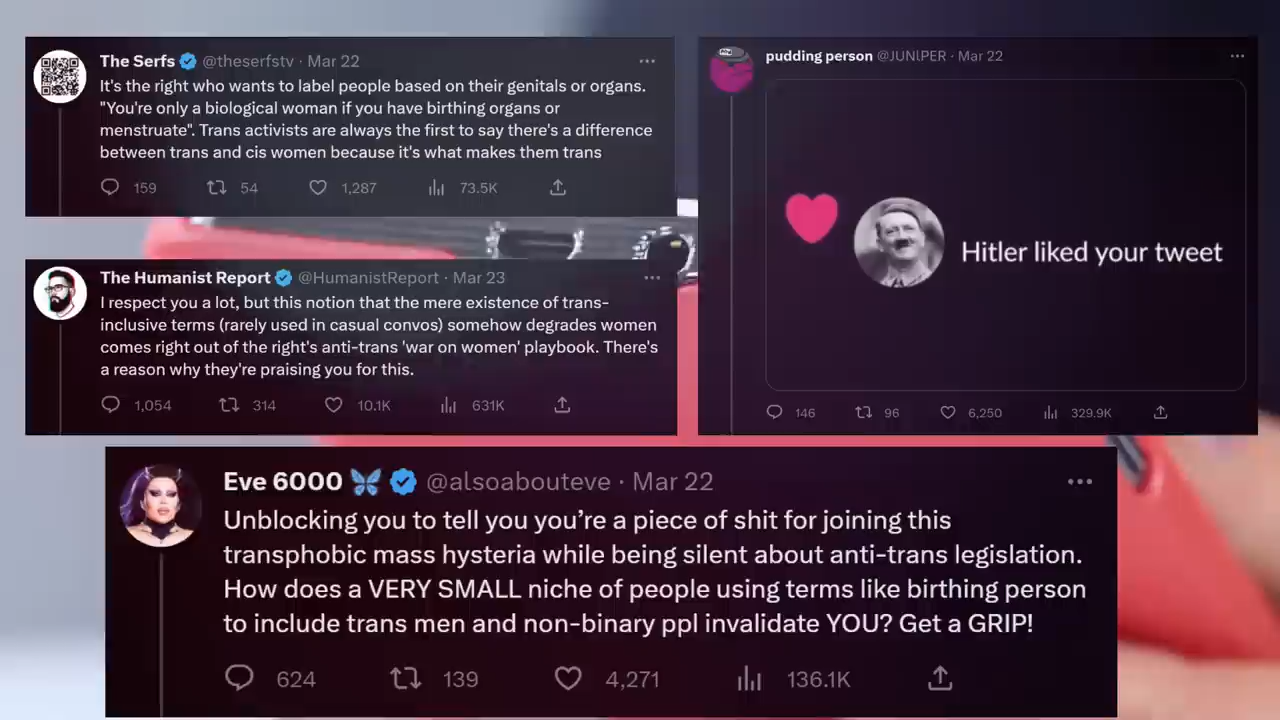 The Serfs @theserfstv · Mar 22
It's the right who wants to label people based on their genitals or organs.
"You're only a biological woman if you have birthing organs or
menstruate". Trans activists are always the first to say there's a difference
between trans and cis women because it's what makes them trans
159 54 1,287 73.5K
The Humanist Report @HumanistReport · Mar 23
I respect you a lot, but this notion that the mere existence of trans-
inclusive terms (rarely used in casual convos) somehow degrades women
comes right out of the right's anti-trans 'war on women' playbook. There's
a reason why they're praising you for this.
1,054 314 10.1K 631K
pudding person @JUNlPER · Mar 22
Hitler liked your tweet
146 96 6,250 329.9K
Eve 6000 🦋 @alsoabouteve · Mar 22
Unblocking you to tell you you're a piece of shit for joining this
transphobic mass hysteria while being silent about anti-trans legislation.
How does a VERY SMALL niche of people using terms like birthing person
to include trans men and non-binary ppl invalidate YOU? Get a GRIP!
624 139 4,271 136.1K